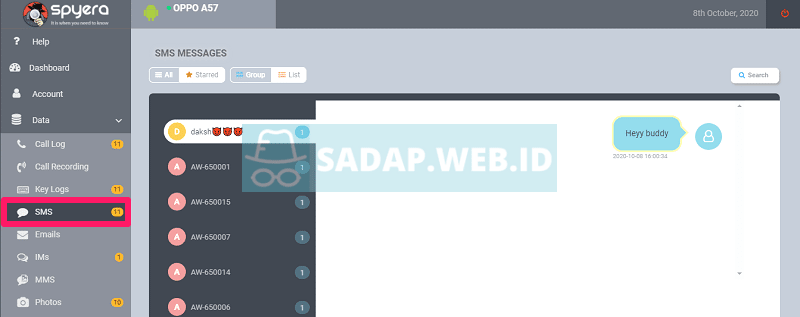 spyera
It is when you need to know
OPPO A57
8th October, 2020
Help
Dashboard
Account
Data
Call Log 11
Call Recording
Key Logs 11
SMS 11
Emails
IMs 1
MMS
Photos 10
SMS MESSAGES
All Starred Group List
Search
D daksh 1
A AW-650001 1
A AW-650015 1
A AW-650007 1
A AW-650014 1
A AW-650006 1
SADAP.WEB.ID
Heyy buddy
2020-10-08 16:00:34